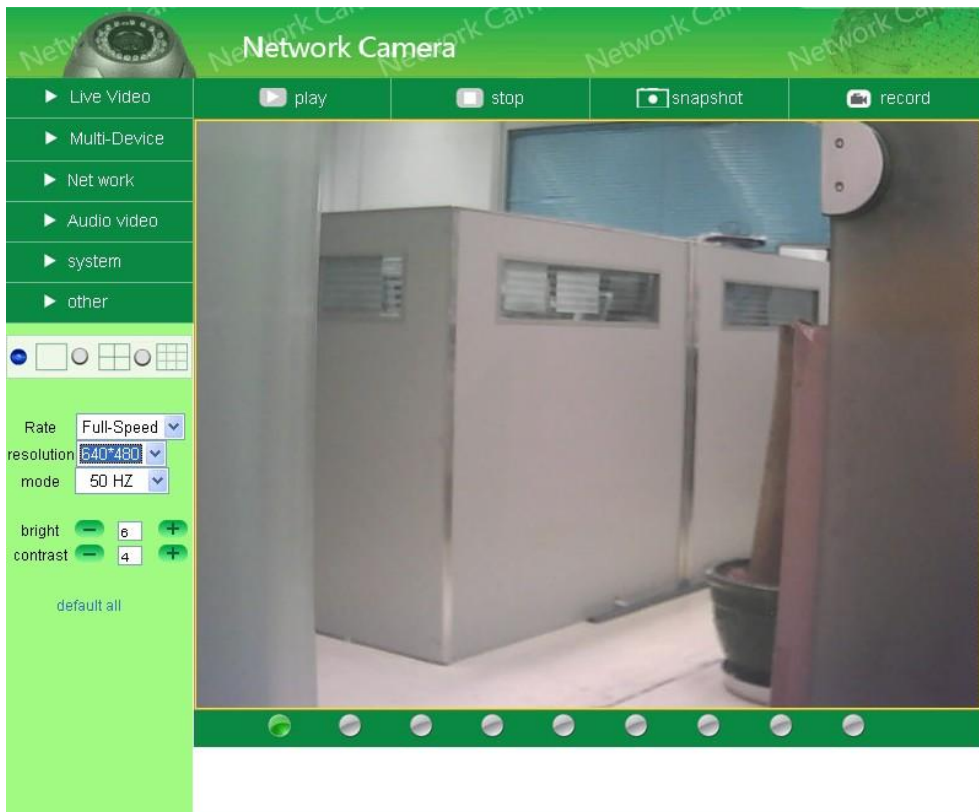 Network Camera
Network Camera
Network Camera
Network Camera
Network Camera
Live Video
play
stop
snapshot
record
Multi-Device
Net work
Audio video
system
other
Rate Full-Speed
resolution 640*480
mode 50 HZ
bright 6
contrast 4
default all